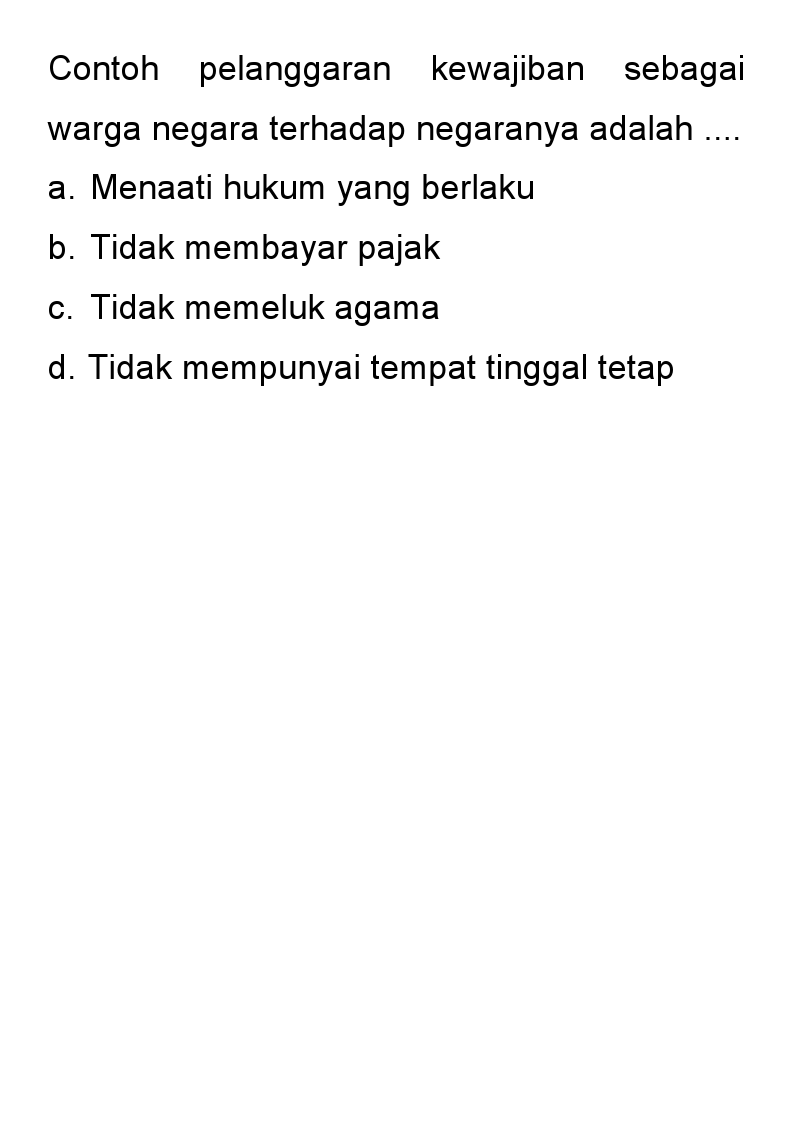 Contoh pelanggaran kewajiban sebagai
warga negara terhadap negaranya adalah ....
a. Menaati hukum yang berlaku
b. Tidak membayar pajak
c. Tidak memeluk agama
d. Tidak mempunyai tempat tinggal tetap